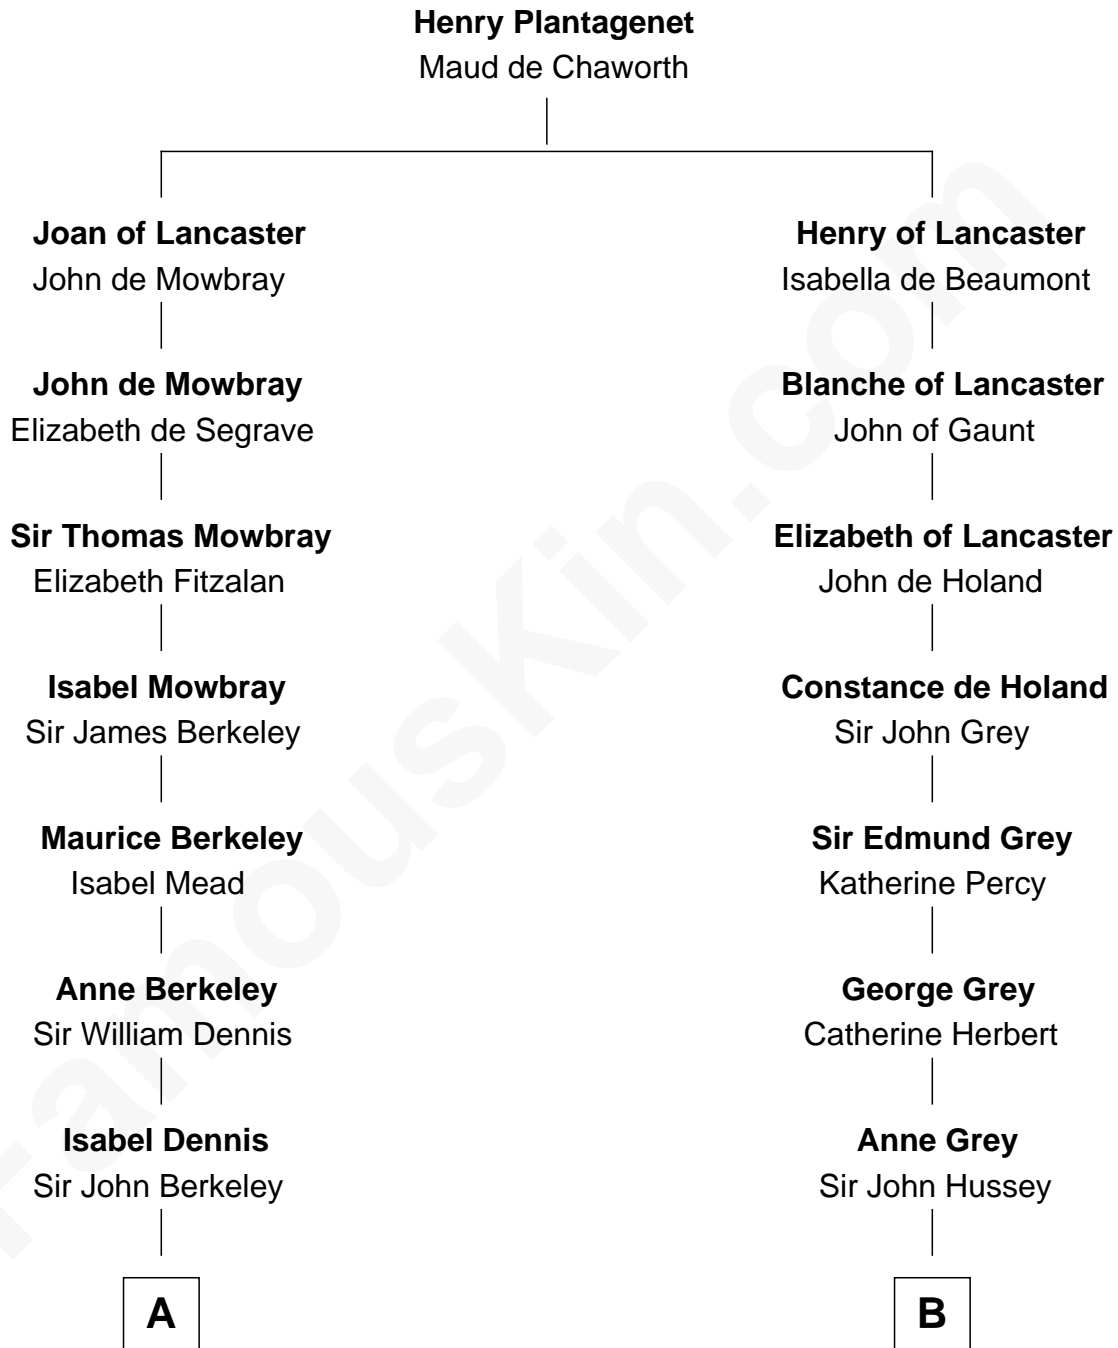 Henry Plantagenet
Maud de Chaworth
Joan of Lancaster
John de Mowbray
Henry of Lancaster
Isabella de Beaumont
John de Mowbray
Elizabeth de Segrave
Blanche of Lancaster
John of Gaunt
Sir Thomas Mowbray
Elizabeth Fitzalan
Elizabeth of Lancaster
John de Holand
Isabel Mowbray
Sir James Berkeley
Constance de Holand
Sir John Grey
Maurice Berkeley
Isabel Mead
Sir Edmund Grey
Katherine Percy
Anne Berkeley
Sir William Dennis
George Grey
Catherine Herbert
Isabel Dennis
Sir John Berkeley
Anne Grey
Sir John Hussey
A
B
FamousKin.com